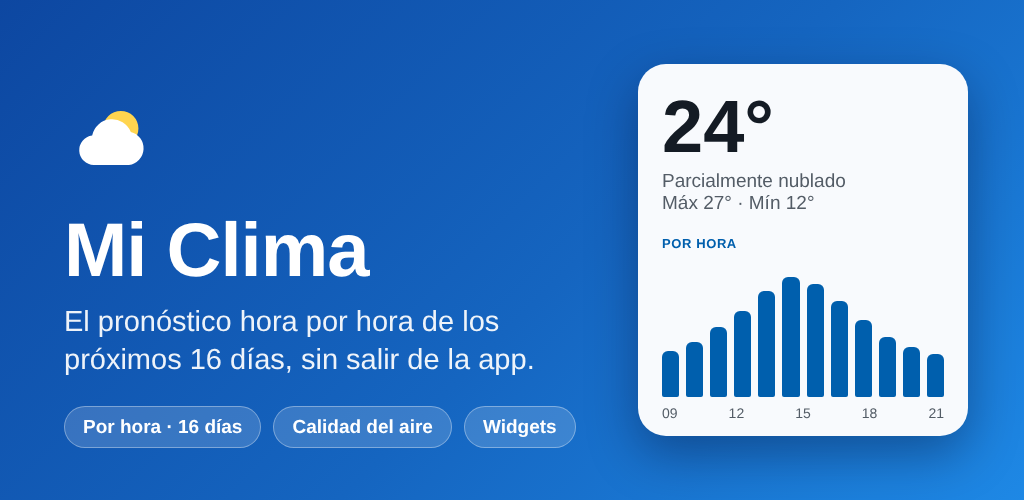 Mi Clima
El pronóstico hora por hora de los
próximos 16 días, sin salir de la app.
Por hora · 16 días
Calidad del aire
Widgets
24°
Parcialmente nublado
Máx 27° · Mín 12°
POR HORA
09 12 15 18 21